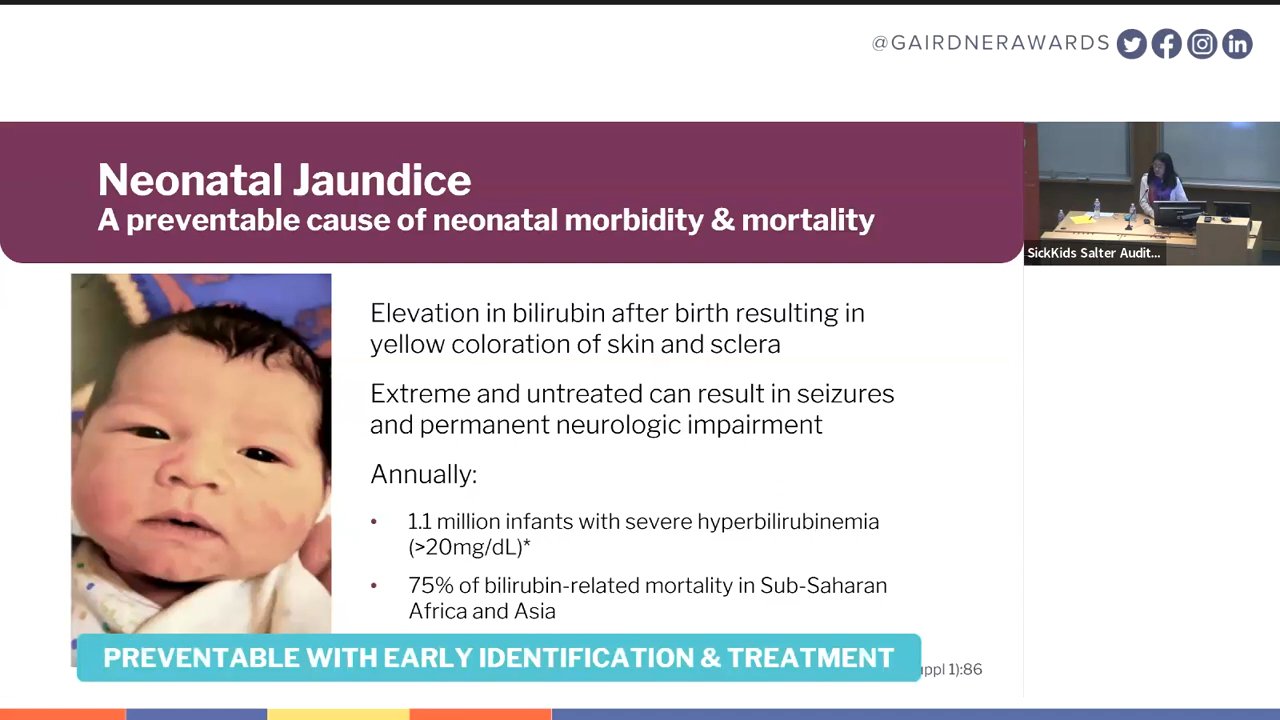 @GAIRDNERAWARDS
Neonatal Jaundice
A preventable cause of neonatal morbidity & mortality
SickKids Salter Audit...
Elevation in bilirubin after birth resulting in
yellow coloration of skin and sclera
Extreme and untreated can result in seizures
and permanent neurologic impairment
Annually:
• 1.1 million infants with severe hyperbilirubinemia
(>20mg/dL)*
• 75% of bilirubin-related mortality in Sub-Saharan
Africa and Asia
PREVENTABLE WITH EARLY IDENTIFICATION & TREATMENT
1):86